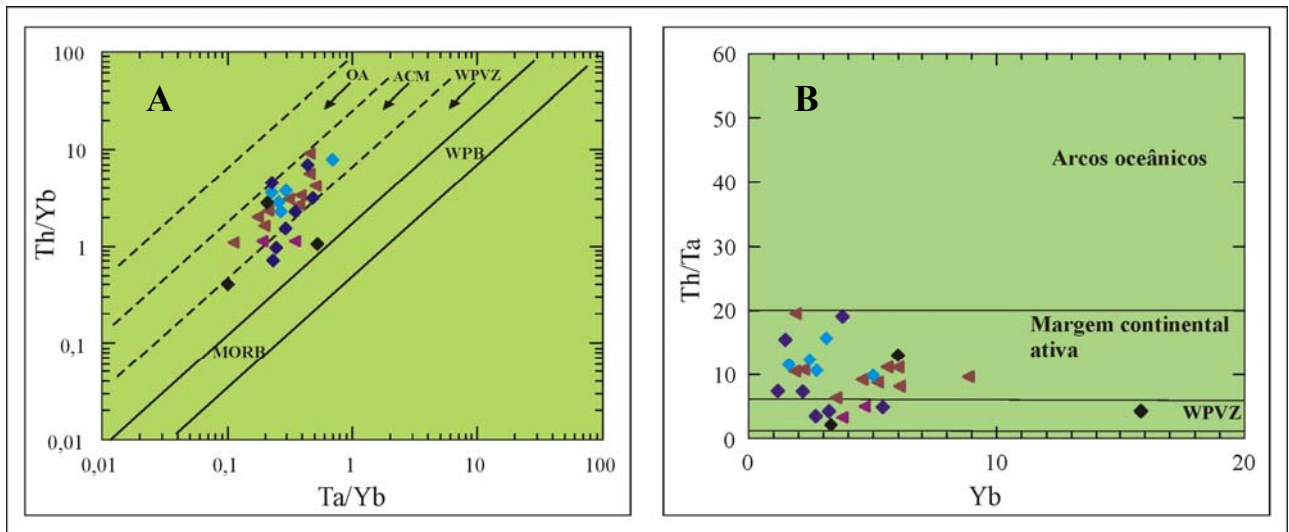 A
100
10
1
0,1
0,01
Th/Yb
OA
ACM
WPVZ
WPB
MORB
0,01
0,1
1
10
100
Ta/Yb
B
60
50
40
30
20
10
0
Th/Ta
Arcos oceânicos
Margem continental
ativa
WPVZ
0
10
20
Yb